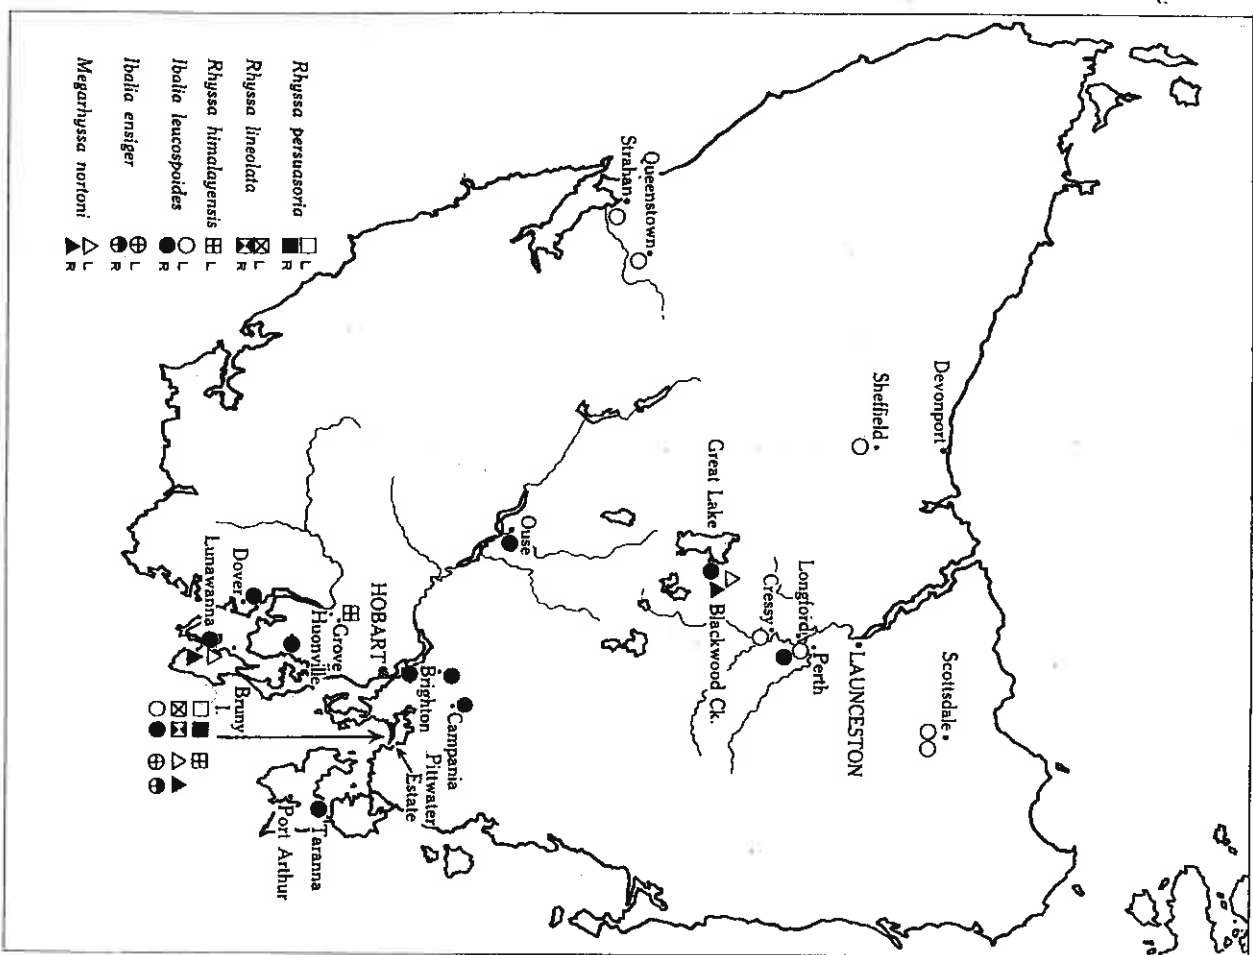 Devonport
Sheffield
Scottsdale
LAUNCESTON
Perth
Longford
Cressy
Great Lake
Blackwood Ck.
Queenstown
Strahan
Ouse
Campania
Brighton
Pittwater
Estate
HOBART
Grove
Huonville
Dover
Lunawanna
Bruny
I.
Taranna
Port Arthur
Rhyssa persuasoria L
R
Rhyssa lineolata L
R
Rhyssa himalayensis L
Ibalia leucospoides L
R
Ibalia ensiger L
R
Megarhyssa nortoni L
R